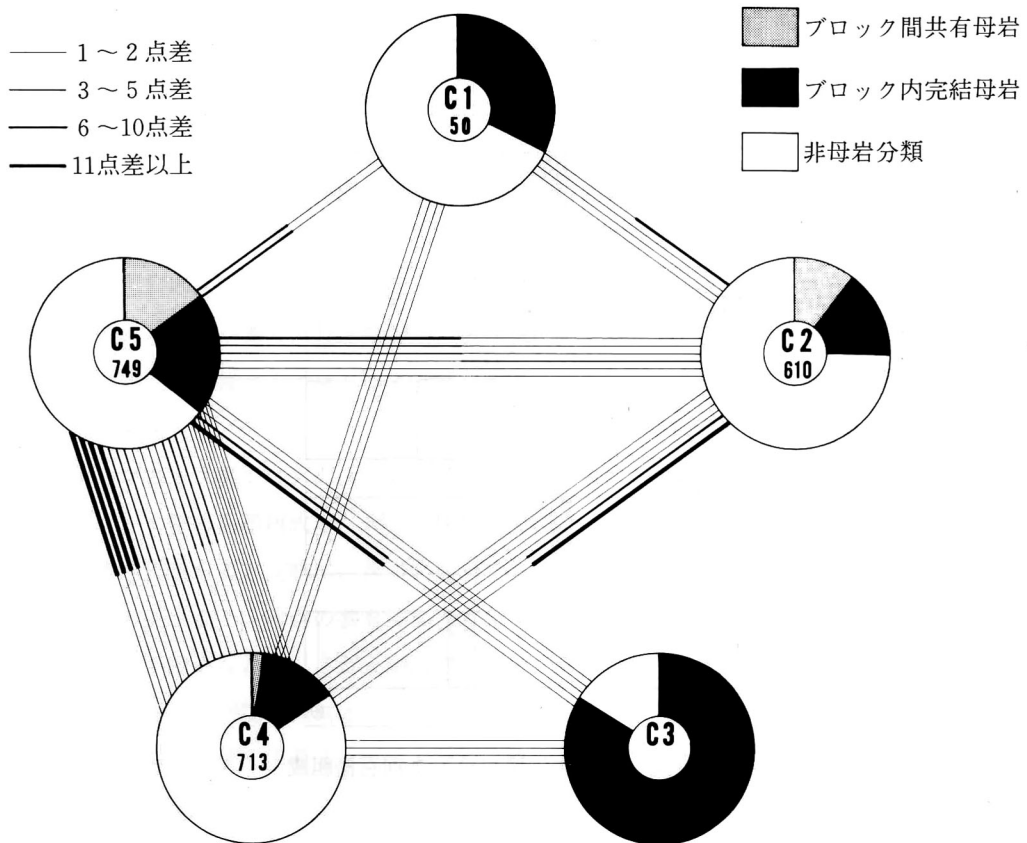 1～2点差
3～5点差
6～10点差
11点差以上
ブロック間共有母岩
ブロック内完結母岩
非母岩分類
C1
50
C5
749
C2
610
C4
713
C3